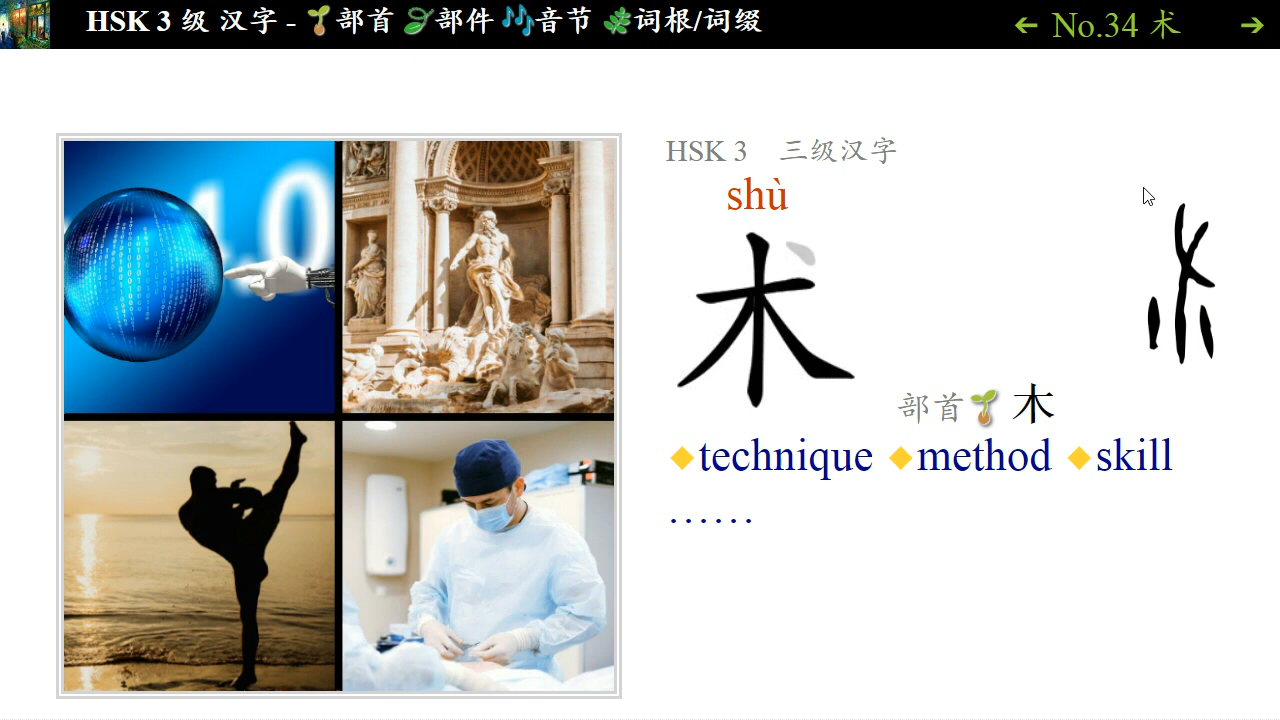 HSK 3 级 汉字 - 部首 部件 音节 词根/词缀
← No.34 术 →
1.0
HSK 3 三级汉字
shù
术
部首 木
◆technique ◆method ◆skill
……